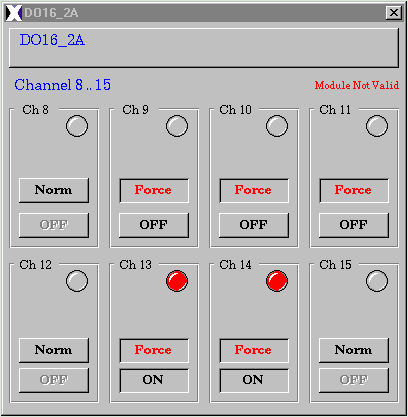 DO16_2A
DO16_2A
Channel 8 .. 15
Module Not Valid
Ch 8 Ch 9 Ch 10 Ch 11
Norm Force Force Force
OFF OFF OFF OFF
Ch 12 Ch 13 Ch 14 Ch 15
Norm Force Force Norm
OFF ON ON OFF